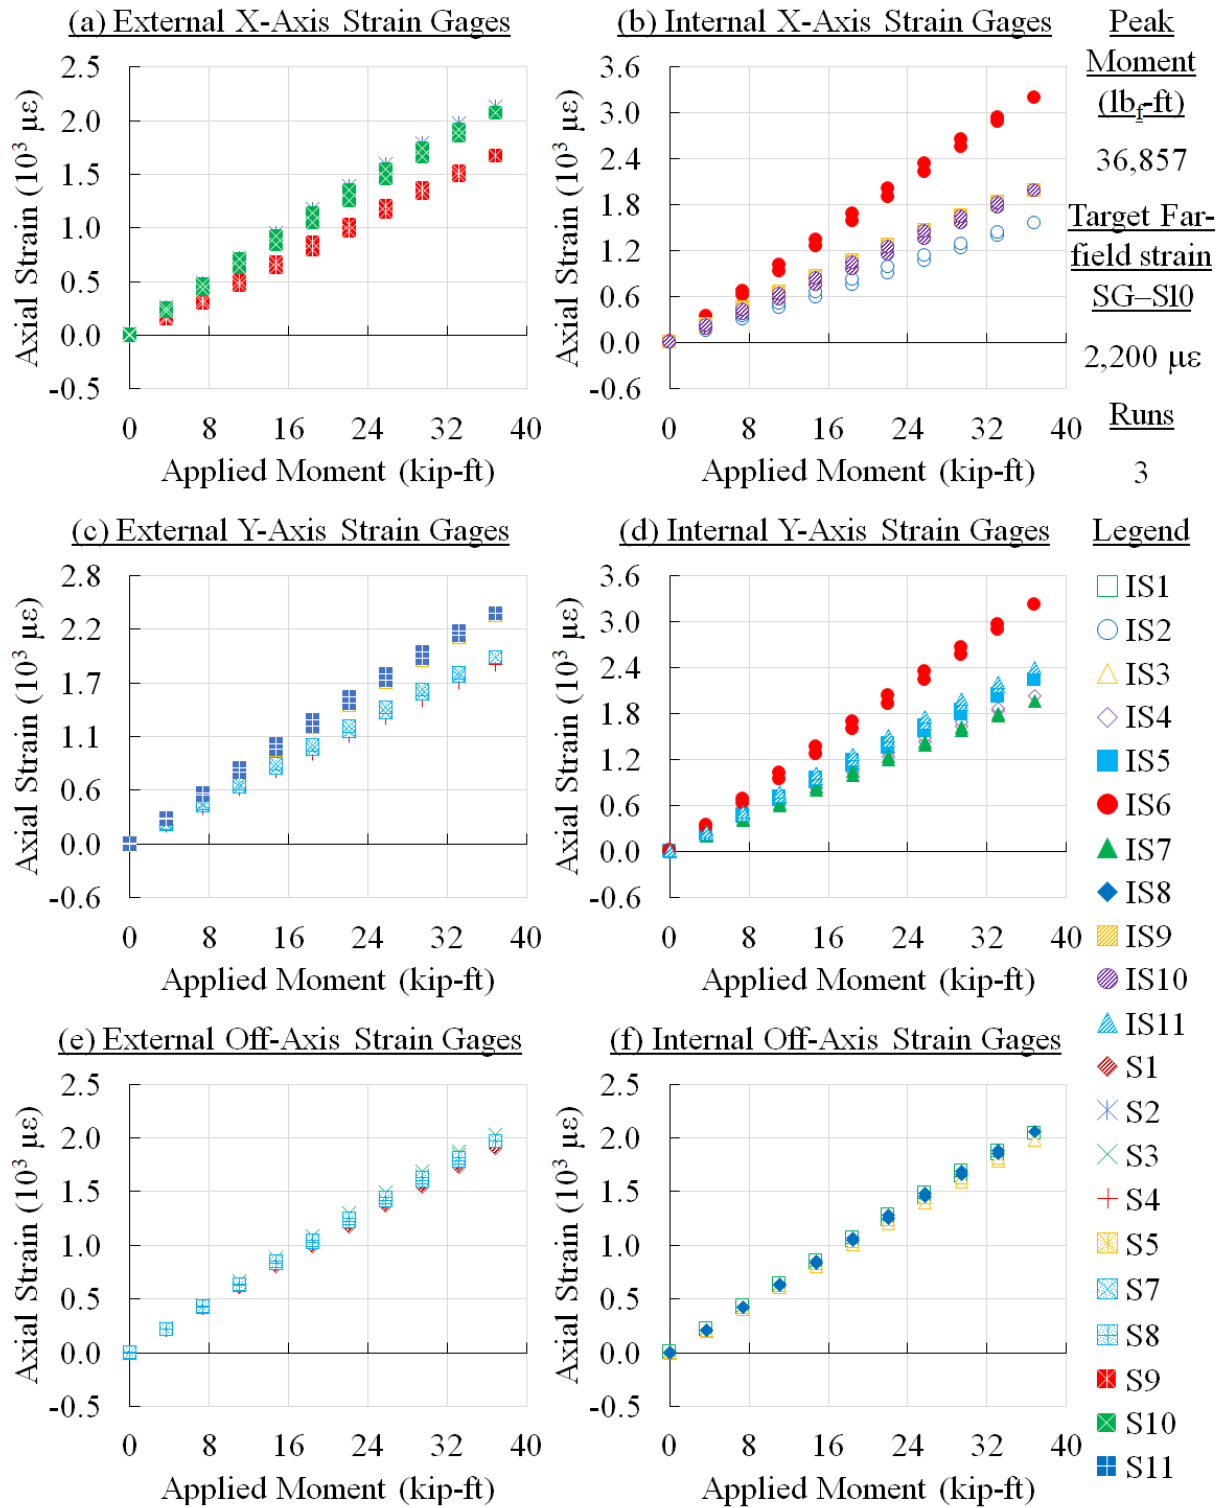 (a) External X-Axis Strain Gages
2.5
2.0
1.5
1.0
0.5
0.0
-0.5
Axial Strain (10³ µε)
0 8 16 24 32 40
Applied Moment (kip-ft)
(b) Internal X-Axis Strain Gages
3.6
3.0
2.4
1.8
1.2
0.6
0.0
-0.6
Axial Strain (10³ µε)
0 8 16 24 32 40
Applied Moment (kip-ft)
Peak
Moment
(lbf-ft)
36,857
Target Far-
field strain
SG–S10
2,200 µε
Runs
3
(c) External Y-Axis Strain Gages
2.8
2.2
1.7
1.1
0.6
0.0
-0.6
Axial Strain (10³ µε)
0 8 16 24 32 40
Applied Moment (kip-ft)
(d) Internal Y-Axis Strain Gages
3.6
3.0
2.4
1.8
1.2
0.6
0.0
-0.6
Axial Strain (10³ µε)
0 8 16 24 32 40
Applied Moment (kip-ft)
(e) External Off-Axis Strain Gages
2.5
2.0
1.5
1.0
0.5
0.0
-0.5
Axial Strain (10³ µε)
0 8 16 24 32 40
Applied Moment (kip-ft)
(f) Internal Off-Axis Strain Gages
2.5
2.0
1.5
1.0
0.5
0.0
-0.5
Axial Strain (10³ µε)
0 8 16 24 32 40
Applied Moment (kip-ft)
Legend
IS1
IS2
IS3
IS4
IS5
IS6
IS7
IS8
IS9
IS10
IS11
S1
S2
S3
S4
S5
S7
S8
S9
S10
S11